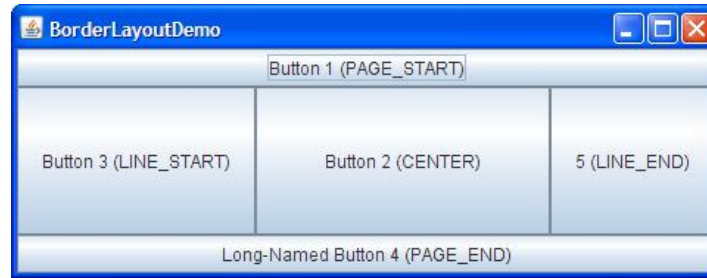 BorderLayoutDemo
Button 1 (PAGE_START)
Button 3 (LINE_START) Button 2 (CENTER) 5 (LINE_END)
Long-Named Button 4 (PAGE_END)